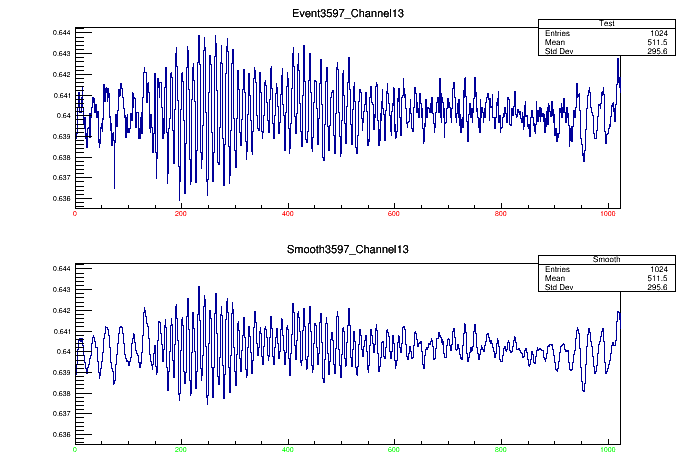 Event3597_Channel13
Test
Entries 1024
Mean 511.5
Std Dev 295.6
0.644
0.643
0.642
0.641
0.64
0.639
0.638
0.637
0.636
0 200 400 600 800 1000
Smooth3597_Channel13
Smooth
Entries 1024
Mean 511.5
Std Dev 295.6
0.644
0.643
0.642
0.641
0.64
0.639
0.638
0.637
0.636
0 200 400 600 800 1000